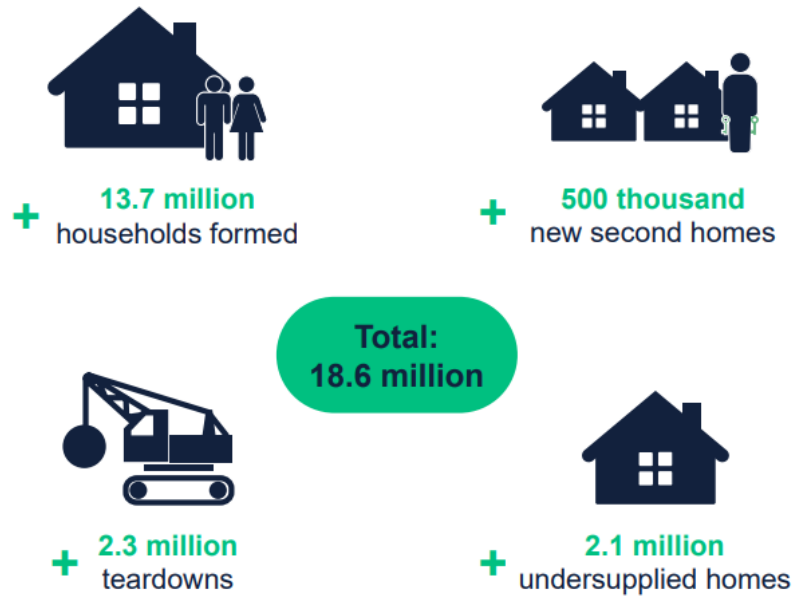 + 13.7 million
households formed
+ 500 thousand
new second homes
Total:
18.6 million
+ 2.3 million
teardowns
+ 2.1 million
undersupplied homes